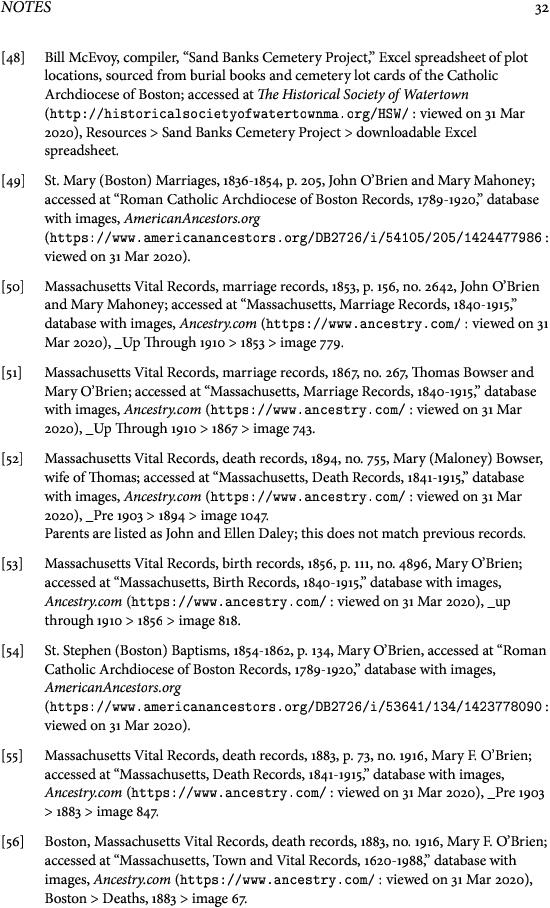 NOTES 32
[48] Bill McEvoy, compiler, “Sand Banks Cemetery Project,” Excel spreadsheet of plot
locations, sourced from burial books and cemetery lot cards of the Catholic
Archdiocese of Boston; accessed at The Historical Society of Watertown
(http://historicalsocietyofwatertownma.org/HSW/ : viewed on 31 Mar
2020), Resources > Sand Banks Cemetery Project > downloadable Excel
spreadsheet.
[49] St. Mary (Boston) Marriages, 1836-1854, p. 205, John O’Brien and Mary Mahoney;
accessed at “Roman Catholic Archdiocese of Boston Records, 1789-1920,” database
with images, AmericanAncestors.org
(https://www.americanancestors.org/DB2726/i/54105/205/1424477986 :
viewed on 31 Mar 2020).
[50] Massachusetts Vital Records, marriage records, 1853, p. 156, no. 2642, John O’Brien
and Mary Mahoney; accessed at “Massachusetts, Marriage Records, 1840-1915,”
database with images, Ancestry.com (https://www.ancestry.com/ : viewed on 31
Mar 2020), _Up Through 1910 > 1853 > image 779.
[51] Massachusetts Vital Records, marriage records, 1867, no. 267, Thomas Bowser and
Mary O’Brien; accessed at “Massachusetts, Marriage Records, 1840-1915,” database
with images, Ancestry.com (https://www.ancestry.com/ : viewed on 31 Mar
2020), _Up Through 1910 > 1867 > image 743.
[52] Massachusetts Vital Records, death records, 1894, no. 755, Mary (Maloney) Bowser,
wife of Thomas; accessed at “Massachusetts, Death Records, 1841-1915,” database
with images, Ancestry.com (https://www.ancestry.com/ : viewed on 31 Mar
2020), _Pre 1903 > 1894 > image 1047.
Parents are listed as John and Ellen Daley; this does not match previous records.
[53] Massachusetts Vital Records, birth records, 1856, p. 111, no. 4896, Mary O’Brien;
accessed at “Massachusetts, Birth Records, 1840-1915,” database with images,
Ancestry.com (https://www.ancestry.com/ : viewed on 31 Mar 2020), _up
through 1910 > 1856 > image 818.
[54] St. Stephen (Boston) Baptisms, 1854-1862, p. 134, Mary O’Brien, accessed at “Roman
Catholic Archdiocese of Boston Records, 1789-1920,” database with images,
AmericanAncestors.org
(https://www.americanancestors.org/DB2726/i/53641/134/1423778090 :
viewed on 31 Mar 2020).
[55] Massachusetts Vital Records, death records, 1883, p. 73, no. 1916, Mary F. O’Brien;
accessed at “Massachusetts, Death Records, 1841-1915,” database with images,
Ancestry.com (https://www.ancestry.com/ : viewed on 31 Mar 2020), _Pre 1903
> 1883 > image 847.
[56] Boston, Massachusetts Vital Records, death records, 1883, no. 1916, Mary F. O’Brien;
accessed at “Massachusetts, Town and Vital Records, 1620-1988,” database with
images, Ancestry.com (https://www.ancestry.com/ : viewed on 31 Mar 2020),
Boston > Deaths, 1883 > image 67.